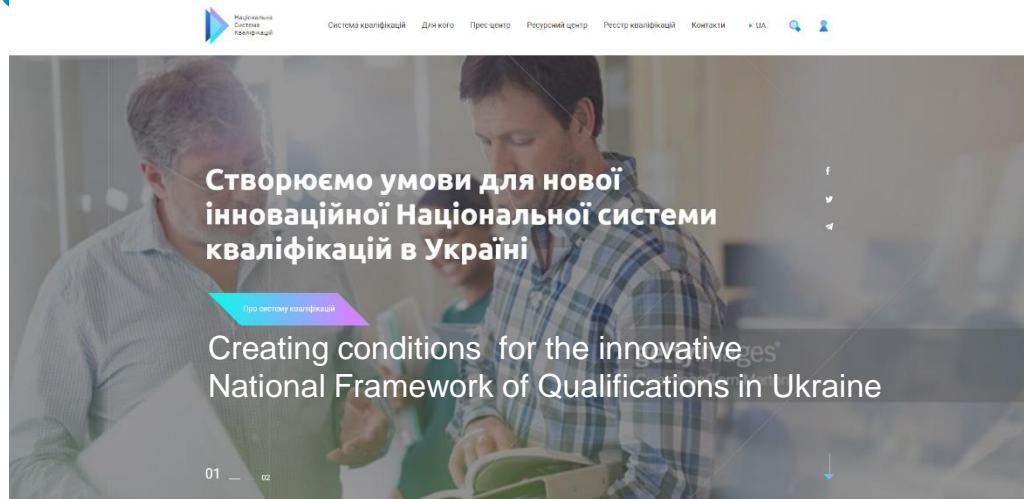 Національна
Система
Кваліфікацій
Система кваліфікацій Для кого Прес-центр Ресурсний центр Реєстр кваліфікацій Контакти UA
Створюємо умови для нової
інноваційної Національної системи
кваліфікацій в Україні
Про систему кваліфікацій
Creating conditions for the innovative
National Framework of Qualifications in Ukraine
01 02